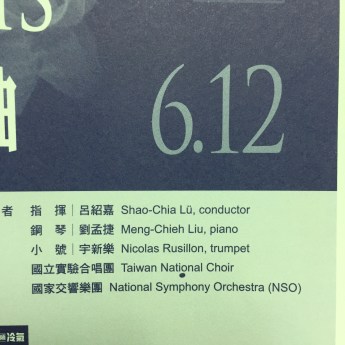 6.12
者 指 揮｜呂紹嘉 Shao-Chia Lü, conductor
鋼 琴｜劉孟捷 Meng-Chieh Liu, piano
小 號｜宇新樂 Nicolas Rusillon, trumpet
國立實驗合唱團 Taiwan National Choir
國家交響樂團 National Symphony Orchestra (NSO)